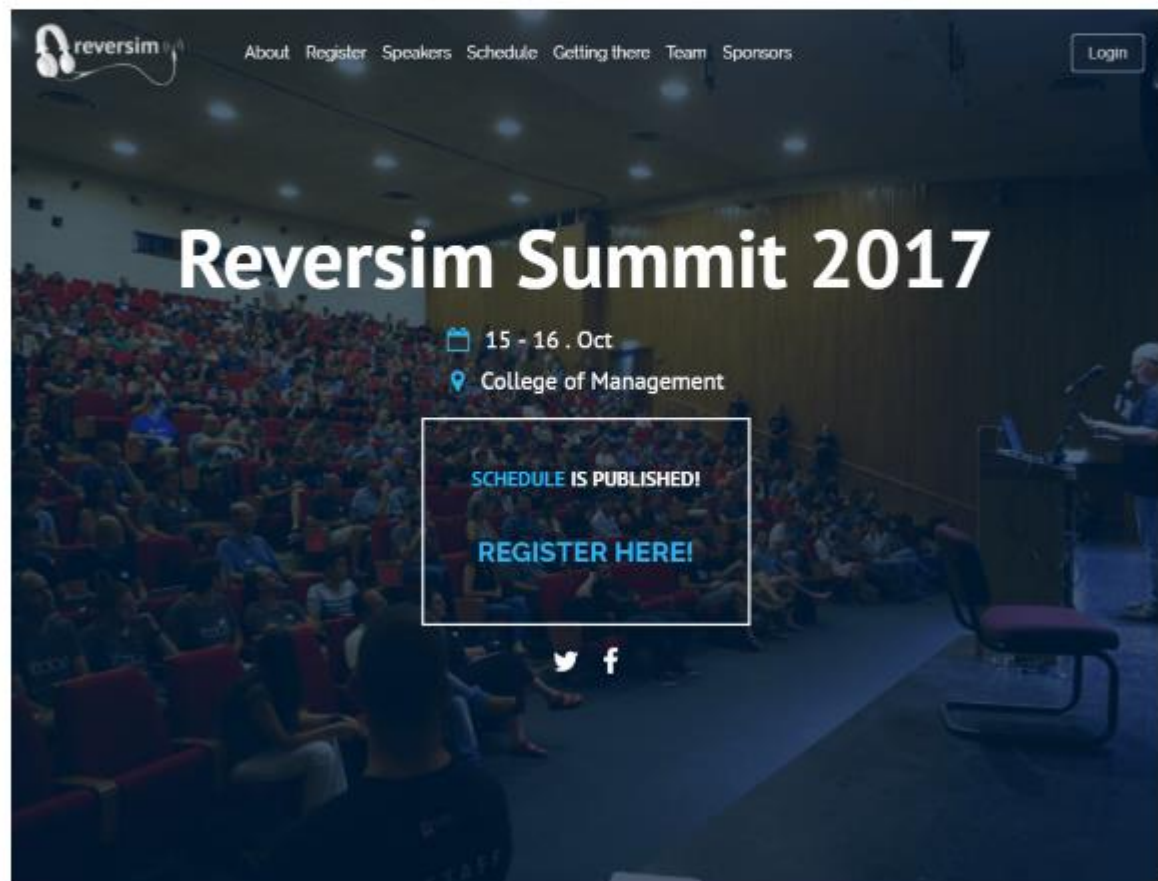 reversim
About Register Speakers Schedule Getting there Team Sponsors
Login
Reversim Summit 2017
15 - 16 . Oct
College of Management
SCHEDULE IS PUBLISHED!
REGISTER HERE!